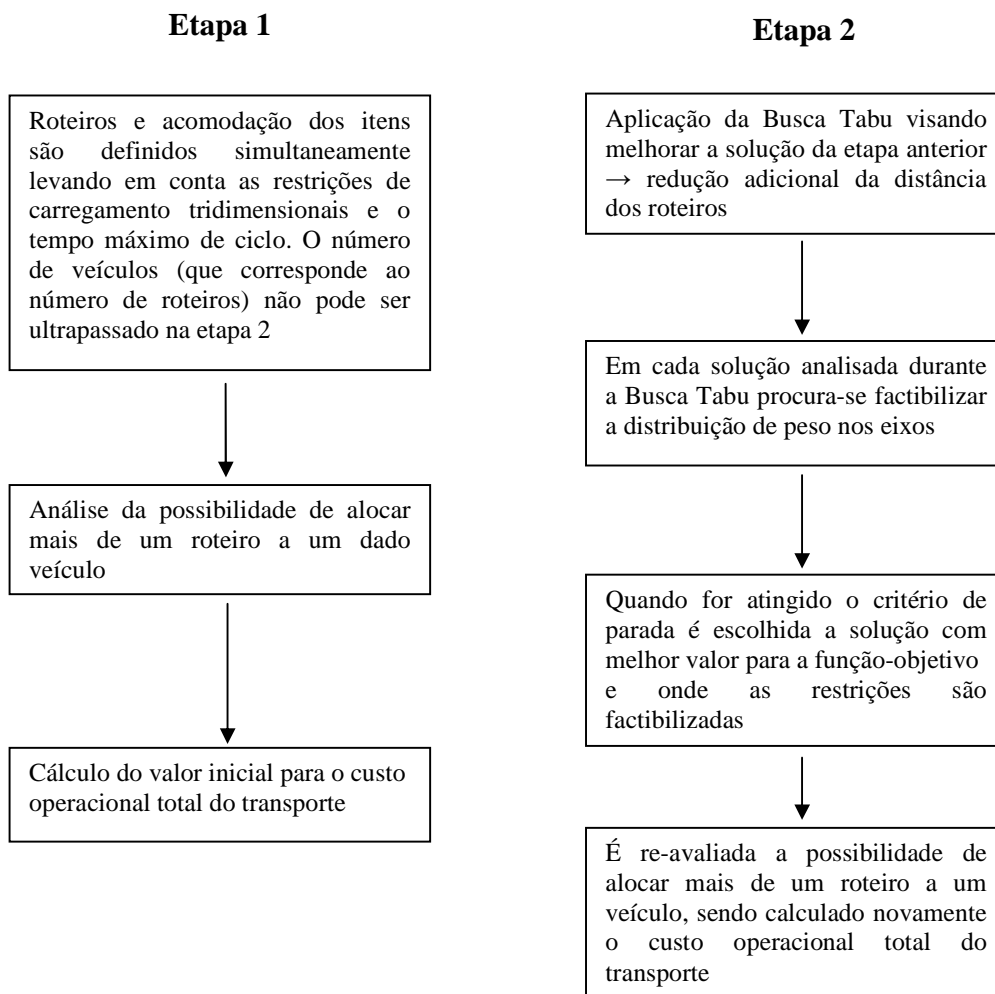 Etapa 1
Roteiros e acomodação dos itens
são definidos simultaneamente
levando em conta as restrições de
carregamento tridimensionais e o
tempo máximo de ciclo. O número
de veículos (que corresponde ao
número de roteiros) não pode ser
ultrapassado na etapa 2
Análise da possibilidade de alocar
mais de um roteiro a um dado
veículo
Cálculo do valor inicial para o custo
operacional total do transporte
Etapa 2
Aplicação da Busca Tabu visando
melhorar a solução da etapa anterior
→ redução adicional da distância
dos roteiros
Em cada solução analisada durante
a Busca Tabu procura-se factibilizar
a distribuição de peso nos eixos
Quando for atingido o critério de
parada é escolhida a solução com
melhor valor para a função-objetivo
e onde as restrições são
factibilizadas
É re-avaliada a possibilidade de
alocar mais de um roteiro a um
veículo, sendo calculado novamente
o custo operacional total do
transporte